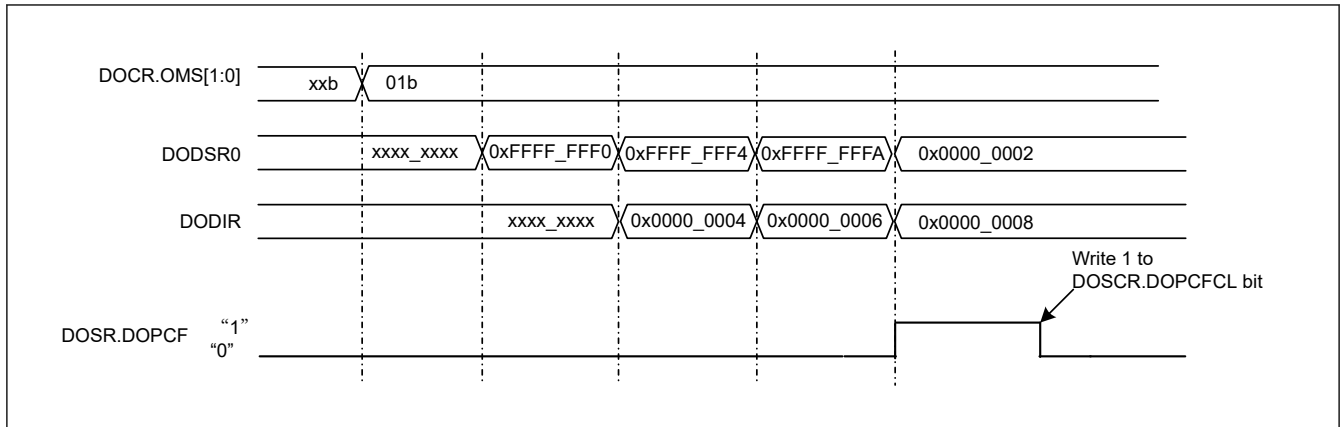 DOCR.OMS[1:0] xxb 01b
DODSR0 xxxx_xxxx 0xFFFF_FFF0 0xFFFF_FFF4 0xFFFF_FFFA 0x0000_0002
DODIR xxxx_xxxx 0x0000_0004 0x0000_0006 0x0000_0008
Write 1 to
DOSCR.DOPCFCL bit
DOSR.DOPCF “1”
“0”